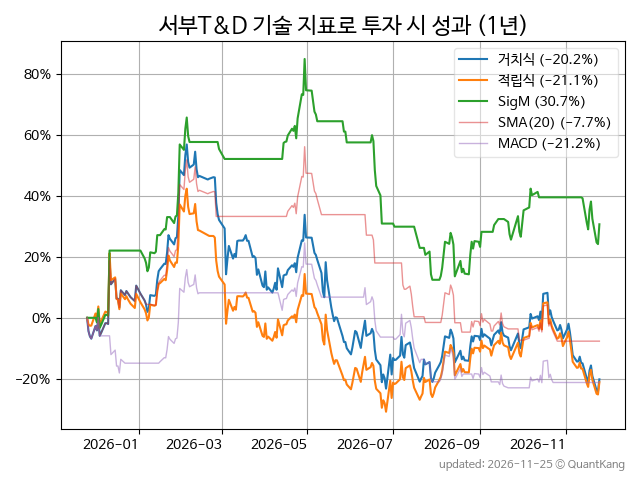 서부T&D 기술 지표로 투자 시 성과 (1년)
거치식 (−20.2%)
적립식 (−21.1%)
SigM (30.7%)
SMA(20) (−7.7%)
MACD (−21.2%)
80%
60%
40%
20%
0%
−20%
2026-01
2026-03
2026-05
2026-07
2026-09
2026-11
updated: 2026-11-25 © QuantKang